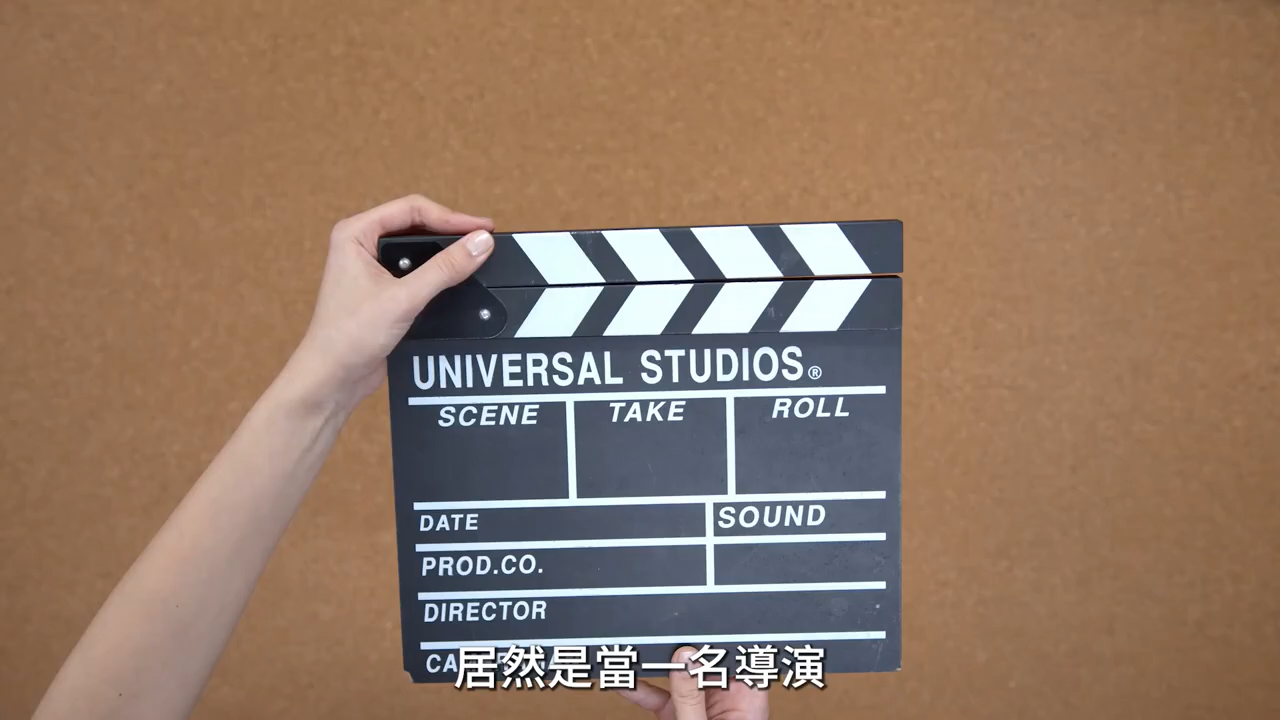 UNIVERSAL STUDIOS®
SCENE TAKE ROLL
DATE SOUND
PROD.CO.
DIRECTOR
居然是當一名導演